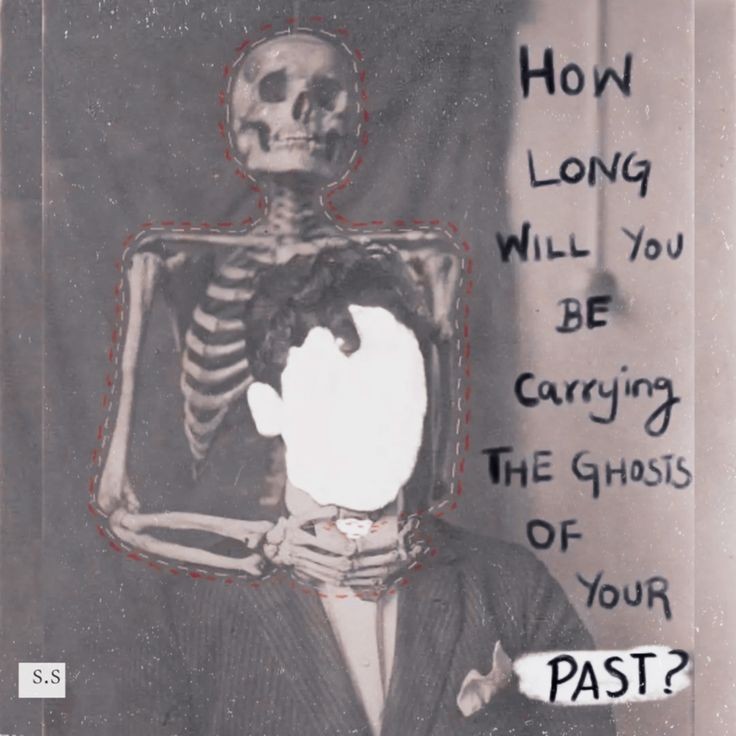 HOW
LONG
WILL YOU
BE
Carrying
THE GHOSTS
OF
YOUR
PAST?
S.S